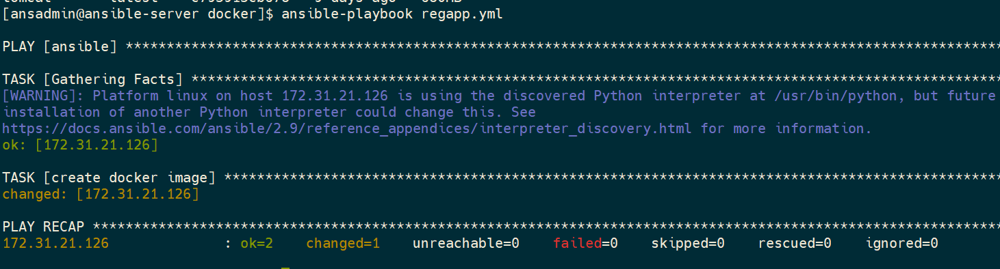 [ansadmin@ansible-server docker]$ ansible-playbook regapp.yml
PLAY [ansible] ***********************************************************************************************************
TASK [Gathering Facts] ***************************************************************************************************
[WARNING]: Platform linux on host 172.31.21.126 is using the discovered Python interpreter at /usr/bin/python, but future
installation of another Python interpreter could change this. See
https://docs.ansible.com/ansible/2.9/reference_appendices/interpreter_discovery.html for more information.
ok: [172.31.21.126]
TASK [create docker image] ***********************************************************************************************
changed: [172.31.21.126]
PLAY RECAP ***************************************************************************************************************
172.31.21.126 : ok=2 changed=1 unreachable=0 failed=0 skipped=0 rescued=0 ignored=0